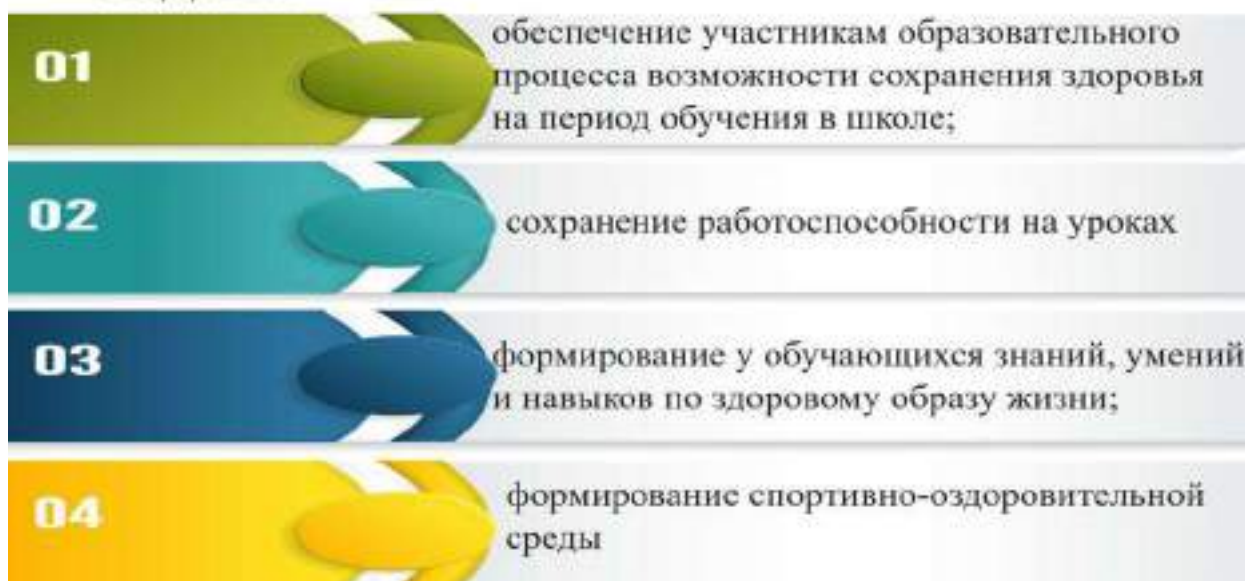 01
обеспечение участникам образовательного
процесса возможности сохранения здоровья
на период обучения в школе;
02
сохранение работоспособности на уроках
03
формирование у обучающихся знаний, умений
и навыков по здоровому образу жизни;
04
формирование спортивно-оздоровительной
среды